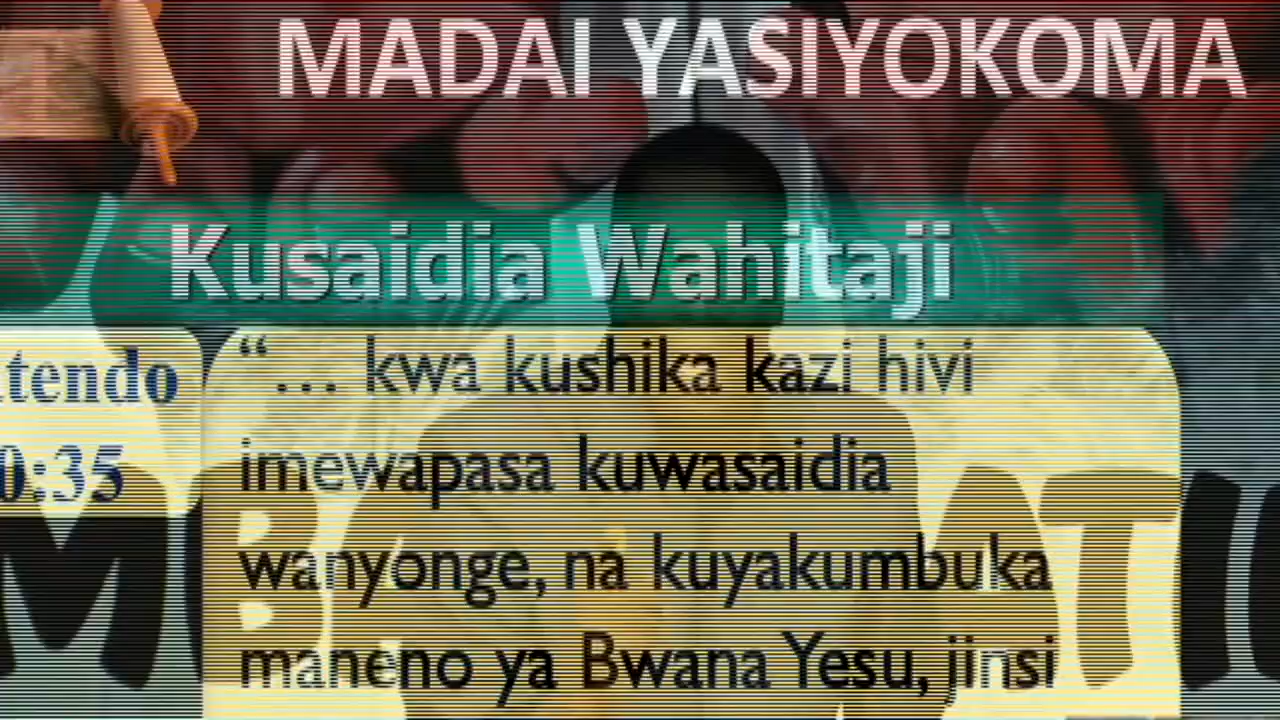 MADAI YASIYOKOMA
Kusaidia Wahitaji
tendo
0:35
“… kwa kushika kazi hivi
imewapasa kuwasaidia
wanyonge, na kuyakumbuka
maneno ya Bwana Yesu, jinsi